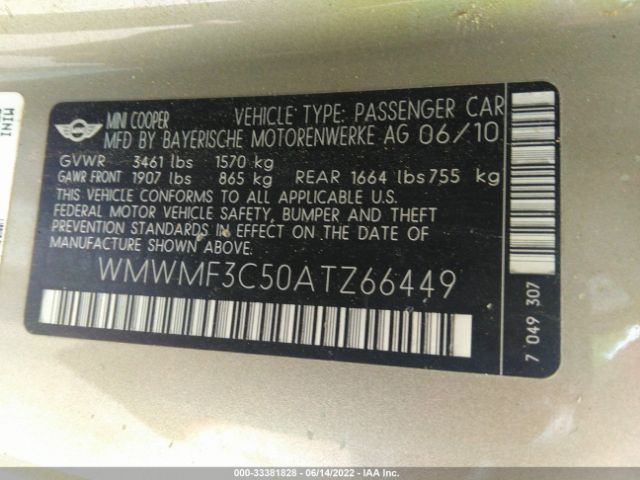 MINI COOPER VEHICLE TYPE: PASSENGER CAR
MFD BY BAYERISCHE MOTORENWERKE AG 06/10
GVWR 3461 lbs 1570 kg
GAWR FRONT 1907 lbs 865 kg REAR 1664 lbs 755 kg
THIS VEHICLE CONFORMS TO ALL APPLICABLE U.S.
FEDERAL MOTOR VEHICLE SAFETY, BUMPER AND THEFT
PREVENTION STANDARDS IN EFFECT ON THE DATE OF
MANUFACTURE SHOWN ABOVE.
WMWMF3C50ATZ66449
7 049 307
MINI
000-33381828 - 06/14/2022 - IAA Inc.